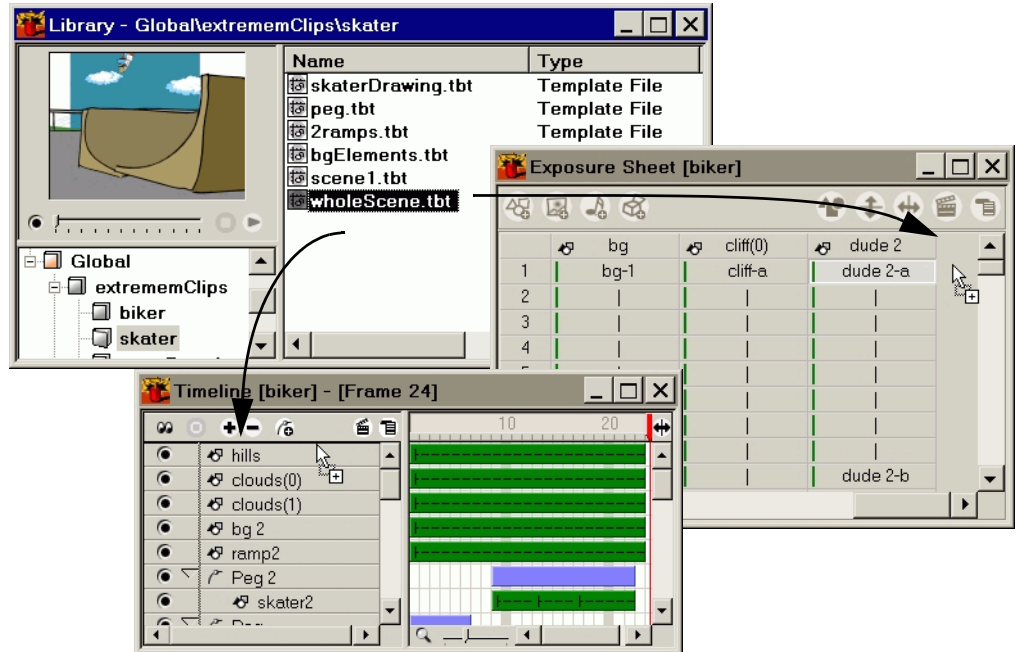 Library - Global\extrememClips\skater
Name Type
skaterDrawing.tbt Template File
peg.tbt Template File
2ramps.tbt Template File
bgElements.tbt
scene1.tbt
wholeScene.tbt
Global
extrememClips
biker
skater
Exposure Sheet [biker]
bg cliff(0) dude 2
1 bg-1 cliff-a dude 2-a
2
3
4
dude 2-b
Timeline [biker] - [Frame 24]
10 20
hills
clouds(0)
clouds(1)
bg 2
ramp2
Peg 2
skater2